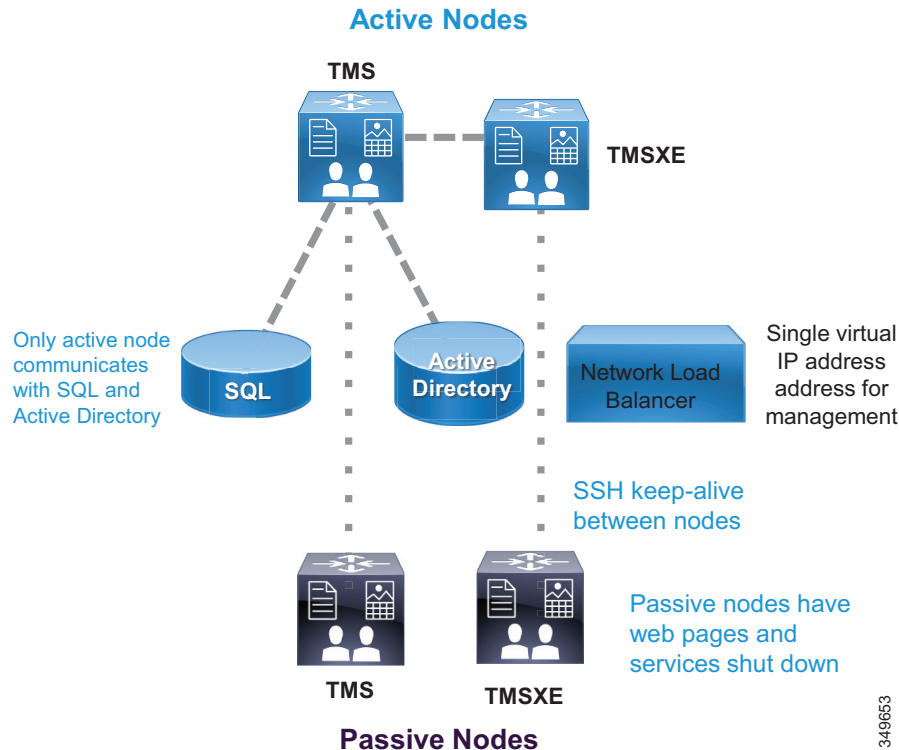 Active Nodes
TMS
TMSXE
Only active node
communicates
with SQL and
Active Directory
SQL
Active
Directory
Network Load
Balancer
Single virtual
IP address
address for
management
SSH keep-alive
between nodes
Passive nodes have
web pages and
services shut down
TMS
TMSXE
Passive Nodes
349653